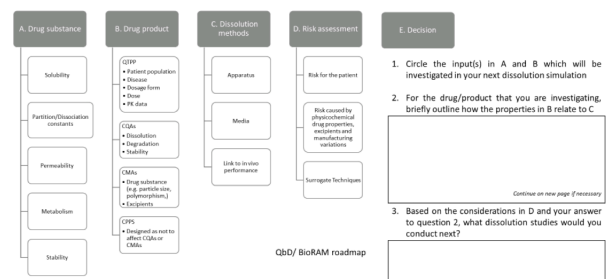 A. Drug substance
Solubility
Partition/Dissociation
constants
Permeability
Metabolism
Stability
B. Drug product
QTPP
• Patient population
• Disease
• Dosage form
• Dose
• PK data
CQAs
• Dissolution
• Degradation
• Stability
CMAs
• Drug substance
(e.g. particle size,
polymorphism,)
• Excipients
CPPS
• Designed as not to
affect CQAs or
CMAs
C. Dissolution
methods
Apparatus
Media
Link to in vivo
performance
D. Risk assessment
Risk for the patient
Risk caused by
physicochemical
drug properties,
excipients and
manufacturing
variations
Surrogate Techniques
QbD/ BioRAM roadmap
E. Decision
1. Circle the input(s) in A and B which will be
investigated in your next dissolution simulation
2. For the drug/product that you are investigating,
briefly outline how the properties in B relate to C
Continue on new page if necessary
3. Based on the considerations in D and your answer
to question 2, what dissolution studies would you
conduct next?